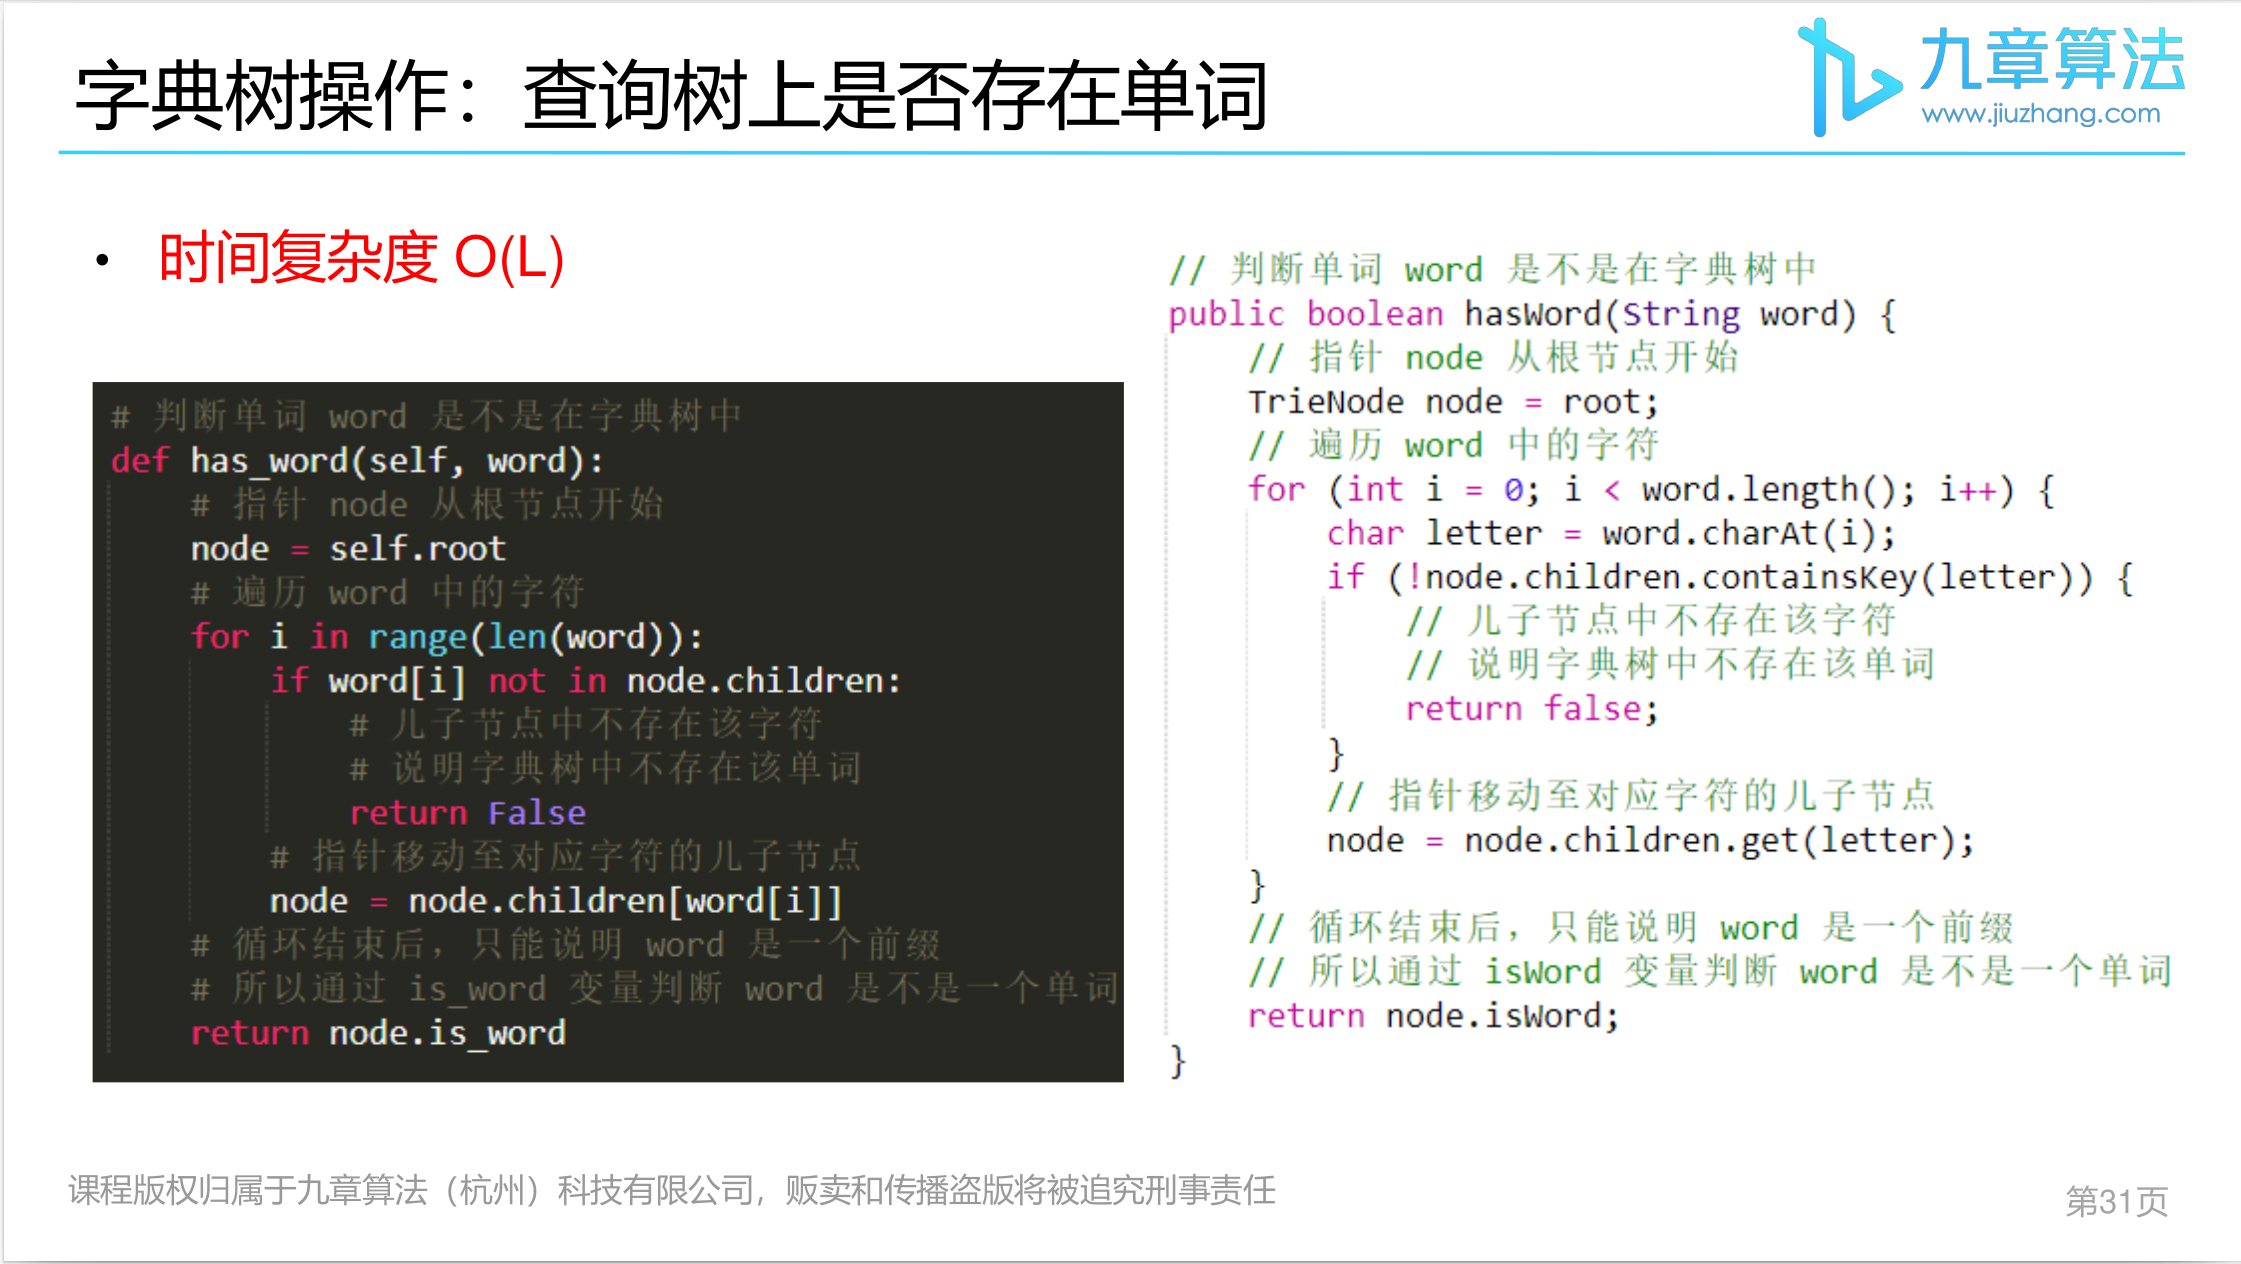 字典树操作：查询树上是否存在单词
九章算法
www.jiuzhang.com
• 时间复杂度 O(L)
# 判断单词 word 是不是在字典树中
def has_word(self, word):
    # 指针 node 从根节点开始
    node = self.root
    # 遍历 word 中的字符
    for i in range(len(word)):
        if word[i] not in node.children:
            # 儿子节点中不存在该字符
            # 说明字典树中不存在该单词
            return False
        # 指针移动至对应字符的儿子节点
        node = node.children[word[i]]
    # 循环结束后，只能说明 word 是一个前缀
    # 所以通过 is_word 变量判断 word 是不是一个单词
    return node.is_word
// 判断单词 word 是不是在字典树中
public boolean hasWord(String word) {
    // 指针 node 从根节点开始
    TrieNode node = root;
    // 遍历 word 中的字符
    for (int i = 0; i < word.length(); i++) {
        char letter = word.charAt(i);
        if (!node.children.containsKey(letter)) {
            // 儿子节点中不存在该字符
            // 说明字典树中不存在该单词
            return false;
        }
        // 指针移动至对应字符的儿子节点
        node = node.children.get(letter);
    }
    // 循环结束后，只能说明 word 是一个前缀
    // 所以通过 isWord 变量判断 word 是不是一个单词
    return node.isWord;
}
课程版权归属于九章算法（杭州）科技有限公司，贩卖和传播盗版将被追究刑事责任
第31页